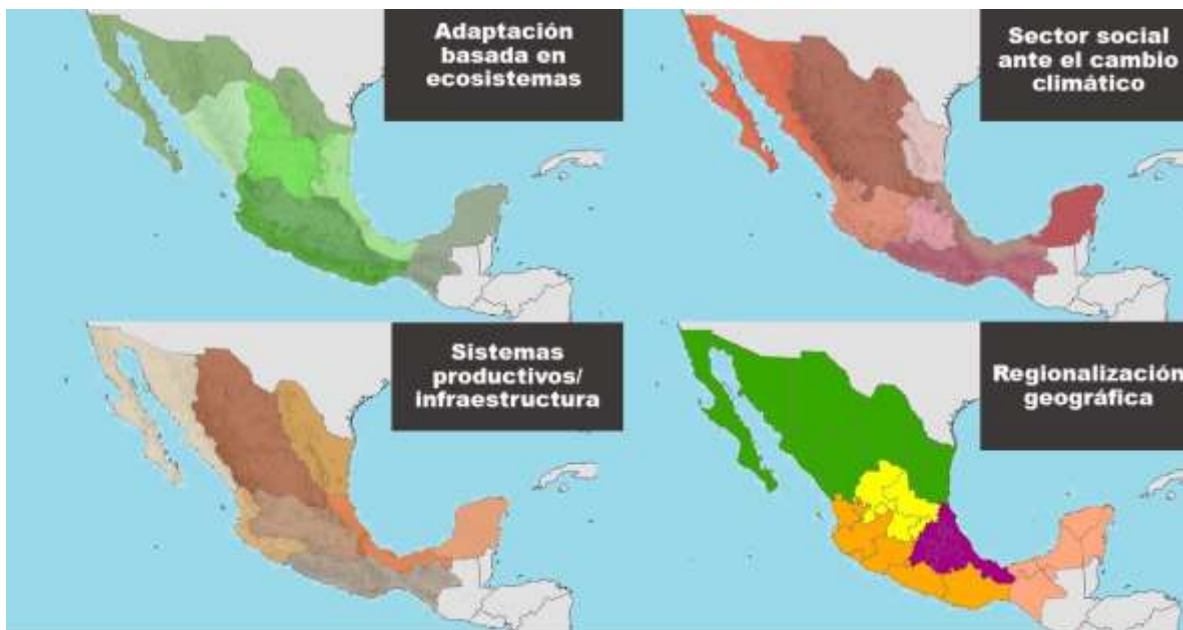 Adaptación
basada en
ecosistemas
Sector social
ante el cambio
climático
Sistemas
productivos/
infraestructura
Regionalización
geográfica